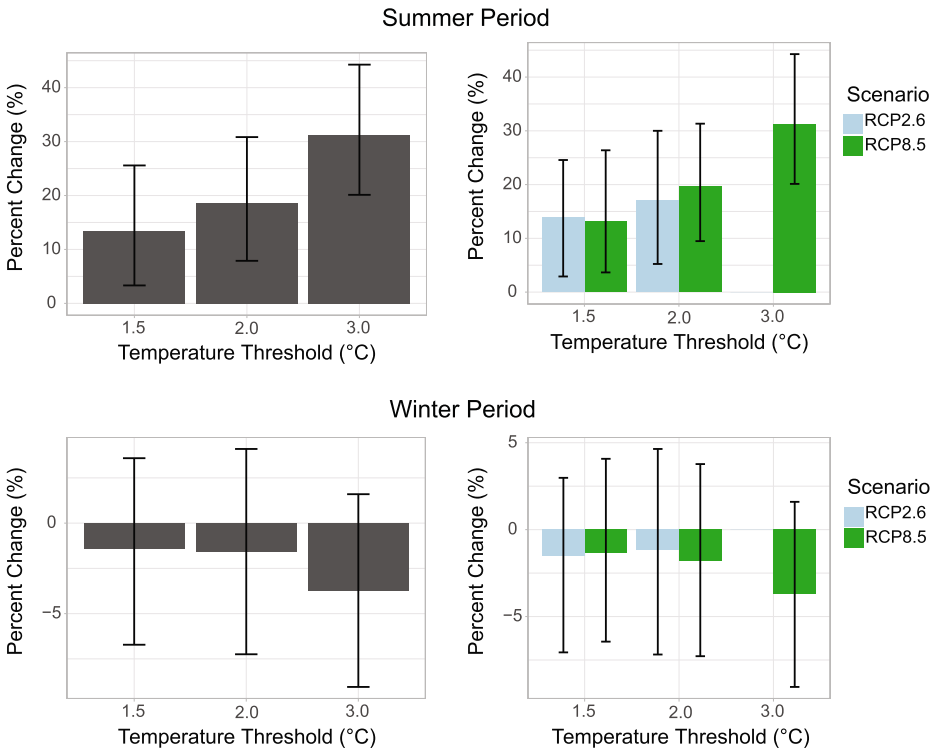 Summer Period
Percent Change (%)
40
30
20
10
0
1.5
2.0
3.0
Temperature Threshold (°C)
Percent Change (%)
40
30
20
10
0
1.5
2.0
3.0
Temperature Threshold (°C)
Scenario
RCP2.6
RCP8.5
Winter Period
Percent Change (%)
0
−5
1.5
2.0
3.0
Temperature Threshold (°C)
Percent Change (%)
5
0
−5
1.5
2.0
3.0
Temperature Threshold (°C)
Scenario
RCP2.6
RCP8.5